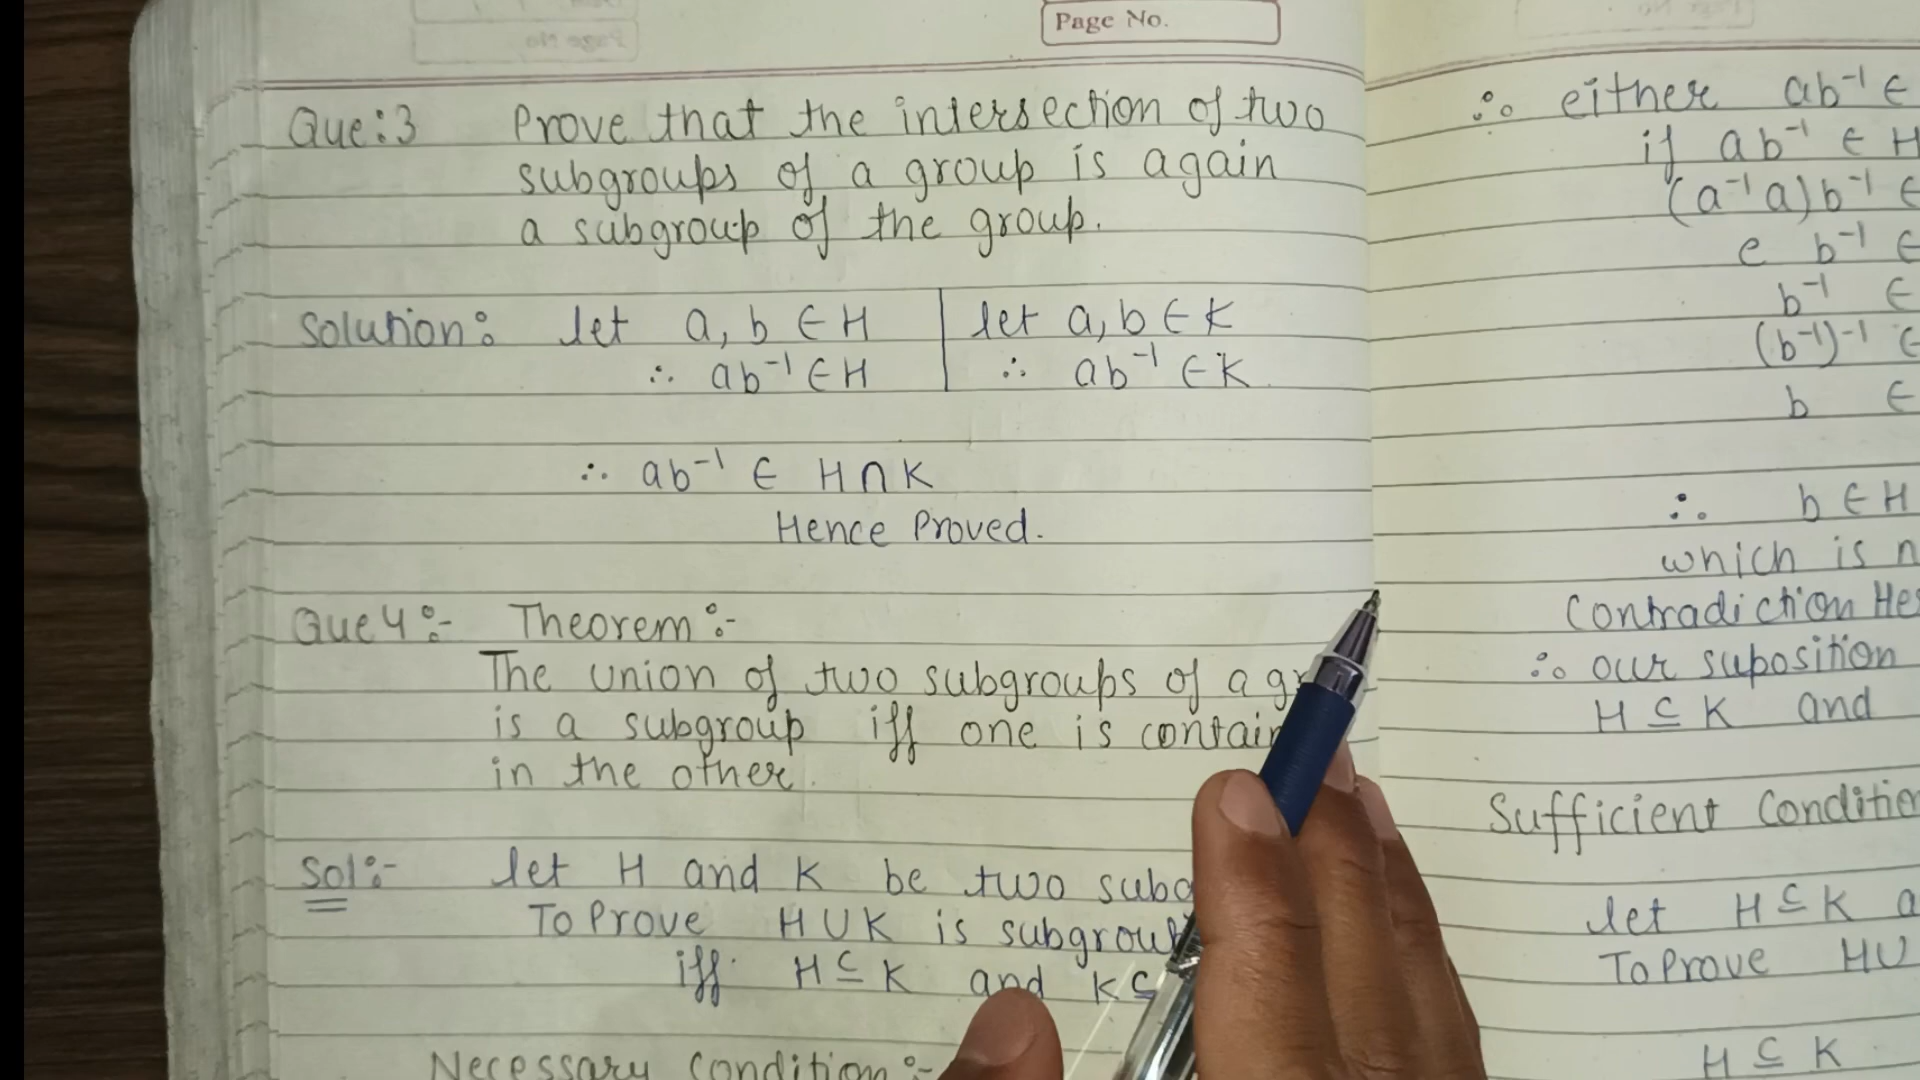 Page No.
Que:3 Prove that the intersection of two
subgroups of a group is again
a subgroup of the group.
Solution: let a, b ∈ H | let a, b ∈ K
∴ ab⁻¹ ∈ H | ∴ ab⁻¹ ∈ K
∴ ab⁻¹ ∈ H ∩ K
Hence Proved.
Que 4:- Theorem:-
The union of two subgroups of a
is a subgroup iff one is
in the other.
Sol:- let H and K be two
To Prove H U K is
iff H ⊆ K and K ⊆
Necessary Condition:-
∴ either ab⁻¹ ∈
if ab⁻¹ ∈ H
(a⁻¹ a) b⁻¹ ∈
e b⁻¹ ∈
b⁻¹ ∈
(b⁻¹)⁻¹ ∈
b ∈
∴ b ∈ H
which is
Contradiction
∴ our suposition
H ⊆ K and
Sufficient
let H ⊆ K
To Prove H U
H ⊆ K